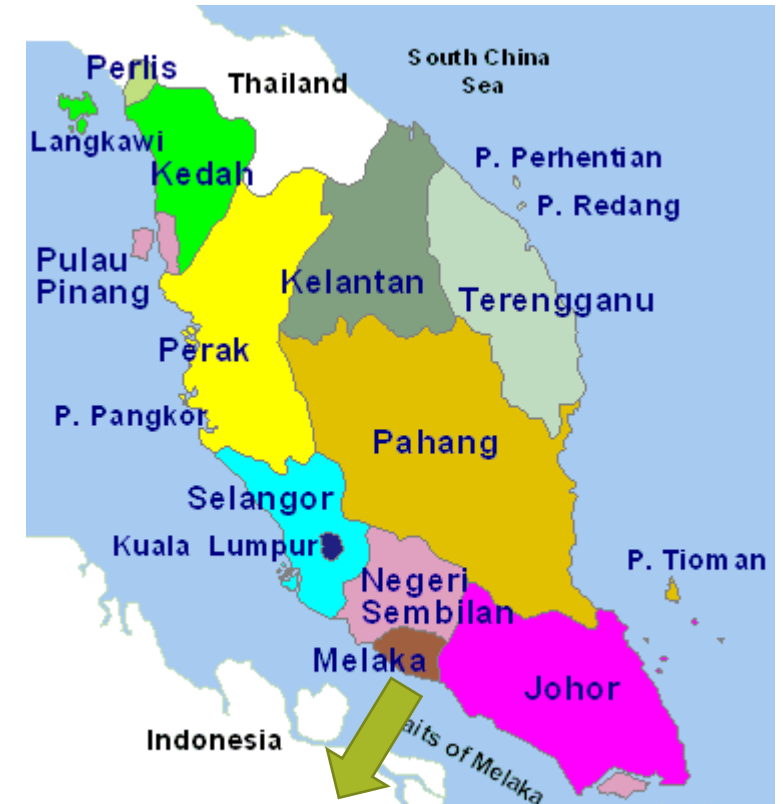 South China
Sea
Perlis
Thailand
Langkawi
Kedah
P. Perhentian
P. Redang
Pulau
Pinang
Kelantan
Terengganu
Perak
P. Pangkor
Pahang
Selangor
Kuala Lumpur
P. Tioman
Negeri
Sembilan
Melaka
Johor
Indonesia
aits of Melaka